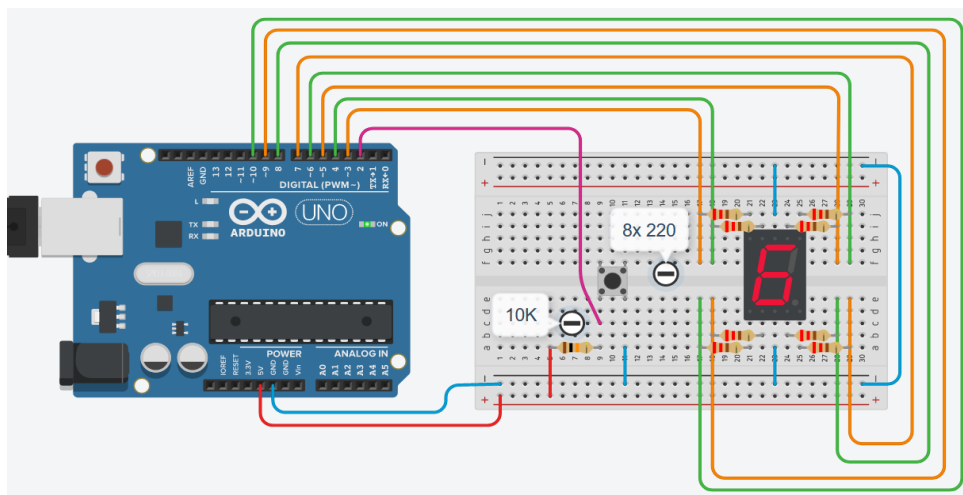 AREF
GND
13
12
~11
~10
~9
8
7
~6
~5
4
~3
2
TX→1
RX←0
DIGITAL (PWM~)
L
TX
RX
UNO
ARDUINO
ON
POWER
ANALOG IN
IOREF
RESET
3.3V
5V
GND
GND
Vin
A0
A1
A2
A3
A4
A5
8x 220
10K
6